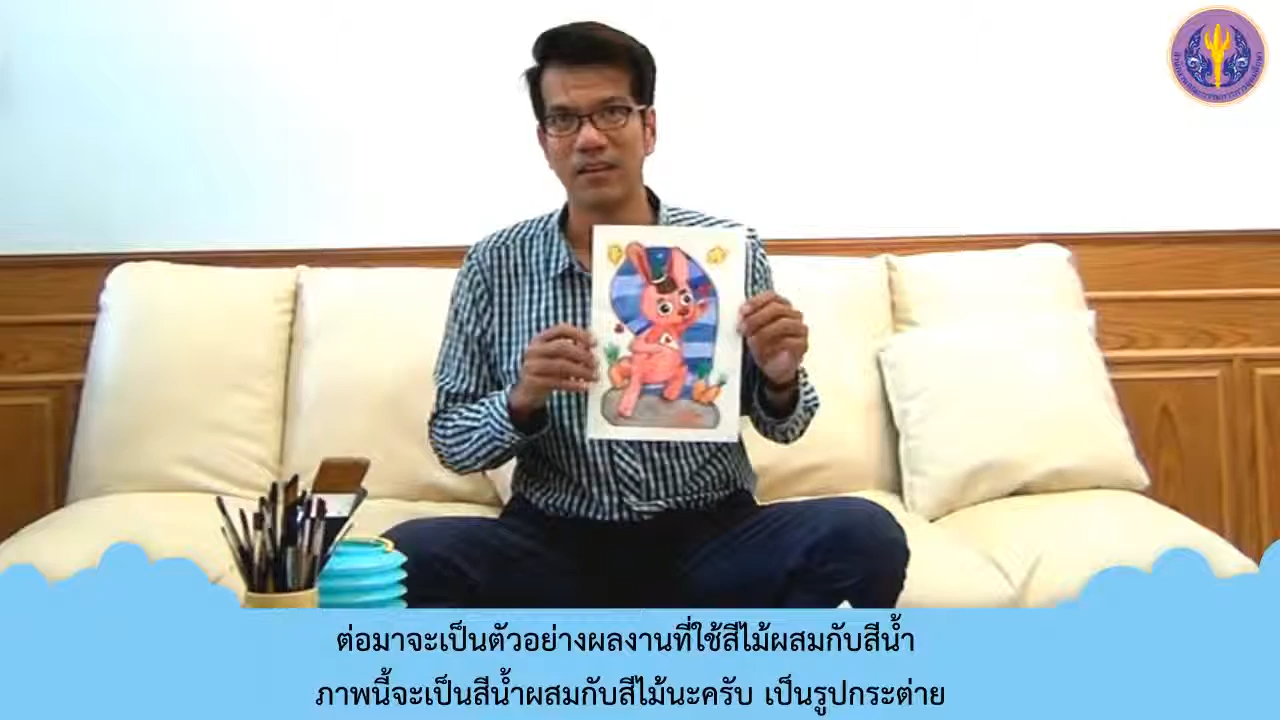 ต่อมาจะเป็นตัวอย่างผลงานที่ใช้สีไม้ผสมกับสีน้ำ
ภาพนี้จะเป็นสีน้ำผสมกับสีไม้นะครับ เป็นรูปกระต่าย